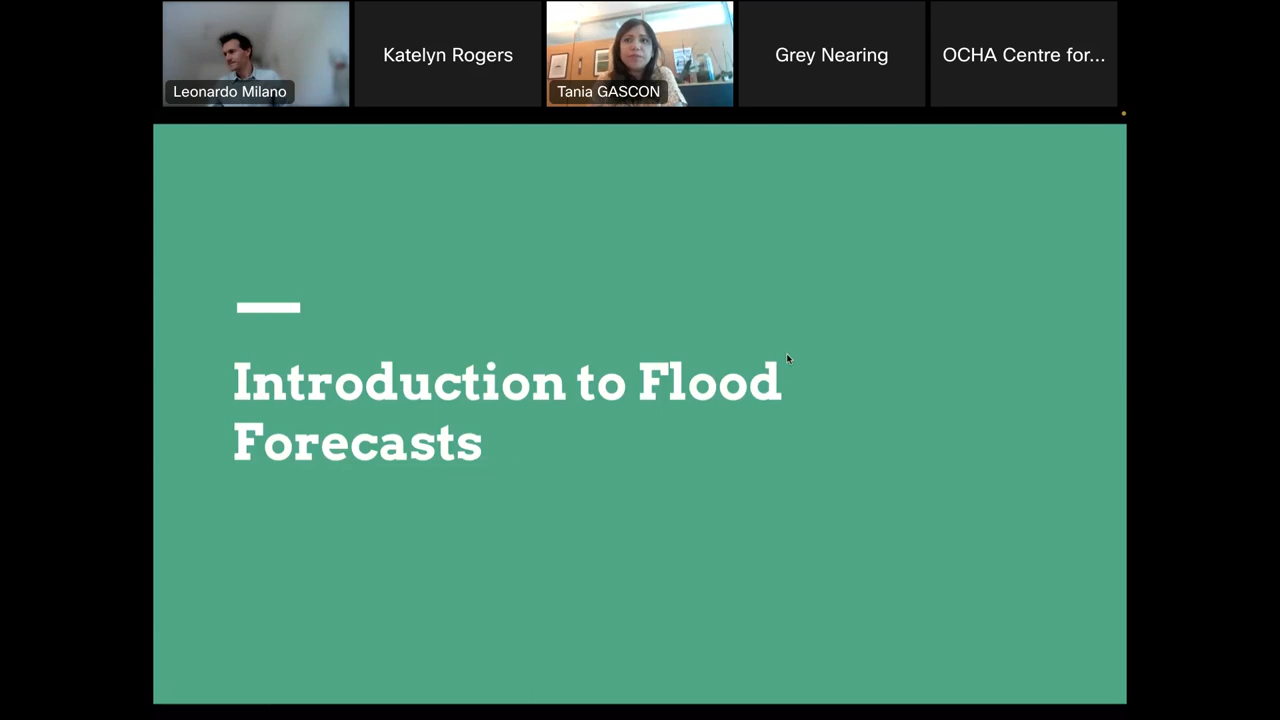 Leonardo Milano
Katelyn Rogers
Tania GASCON
Grey Nearing
OCHA Centre for...
Introduction to Flood
Forecasts